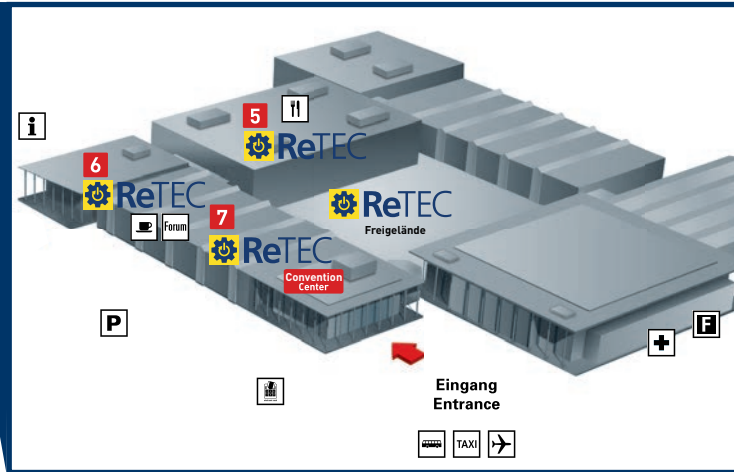 5
ReTEC
i
6
ReTEC
ReTEC
Freigelände
7
Forum
ReTEC
Convention
Center
P
F
Eingang
Entrance
TAXI